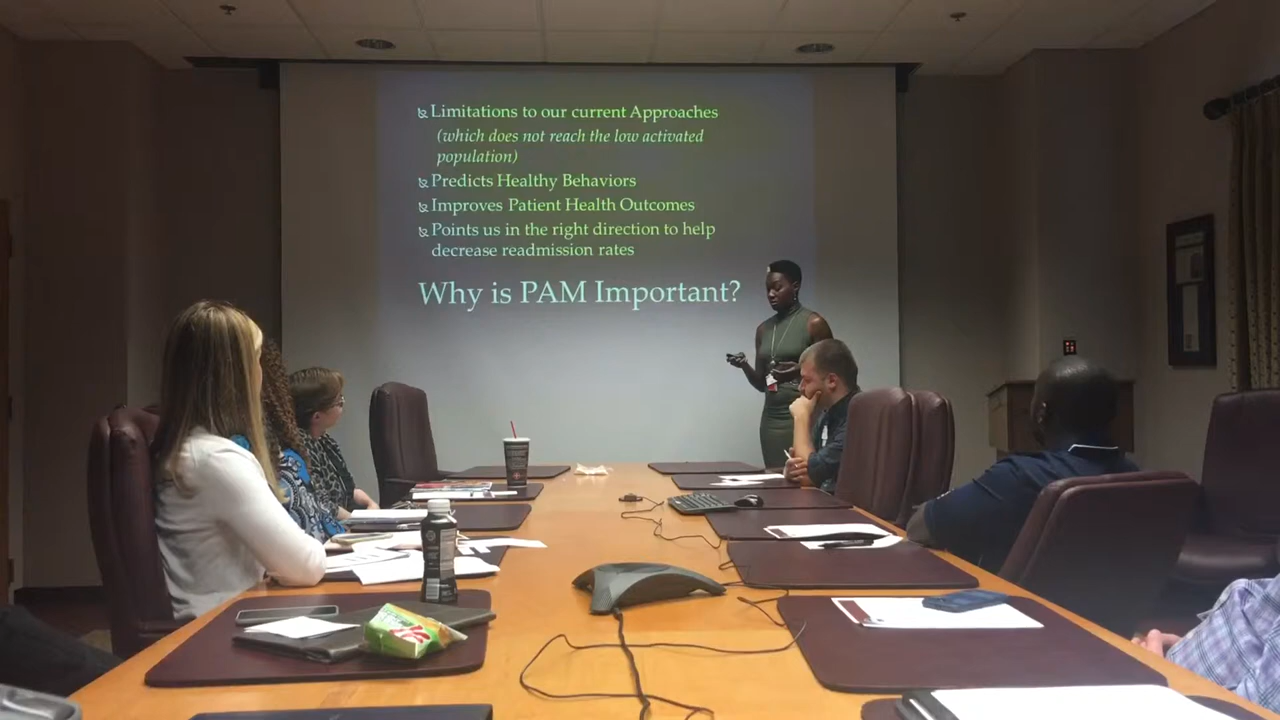 Limitations to our current Approaches
(which does not reach the low activated
population)
Predicts Healthy Behaviors
Improves Patient Health Outcomes
Points us in the right direction to help
decrease readmission rates
Why is PAM Important?